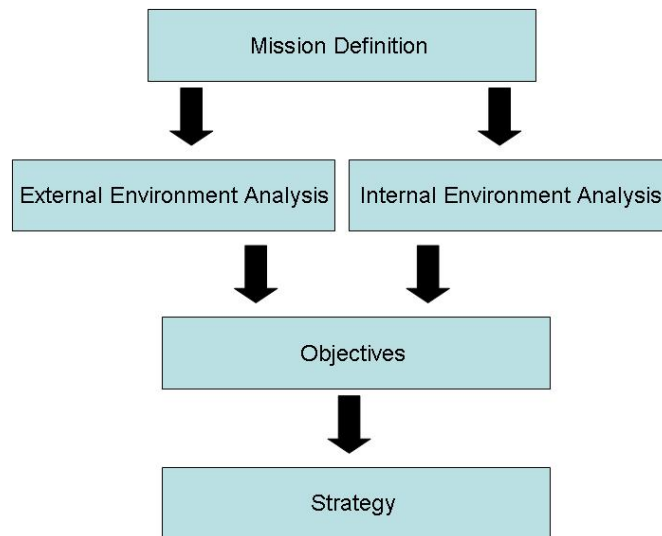 Mission Definition
External Environment Analysis
Internal Environment Analysis
Objectives
Strategy